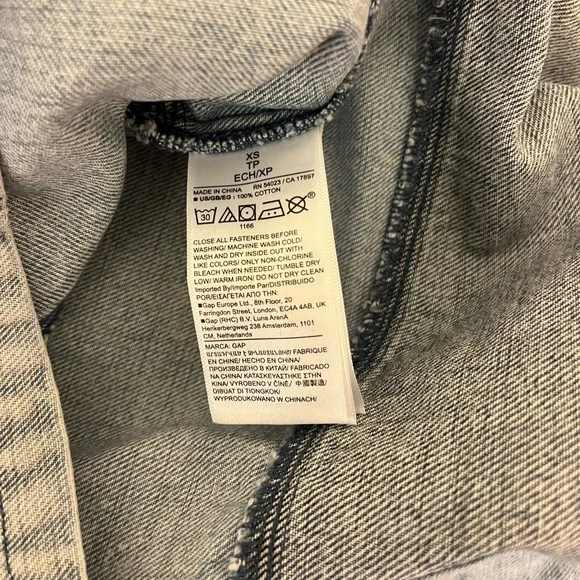 XS
TP
ECH/XP
MADE IN CHINA RN 54023 / CA 17897
■ US/GB/EG : 100% COTTON
30
®
1166
CLOSE ALL FASTENERS BEFORE
WASHING/ MACHINE WASH COLD/
WASH AND DRY INSIDE OUT WITH
LIKE COLORS/ ONLY NON-CHLORINE
BLEACH WHEN NEEDED/ TUMBLE DRY
LOW/ WARM IRON/ DO NOT DRY CLEAN
Imported By/Importe Par/DISTRIBUIDO
POR/ΕΙΣΑΓΕΤΑΙ ΑΠΟ ΤΗΝ:
■Gap Europe Ltd., 8th Floor, 20
Farringdon Street, London, EC4A 4AB, UK
■Gap (RHC) B.V. Luna ArenA
Herikerbergweg 238 Amsterdam, 1101
CM, Netherlands
MARCA: GAP
FABRIQUE
EN CHINE/ HECHO EN CHINA/
ПРОИЗВЕДЕНО В КИТАЙ/ FABRICADO
NA CHINA/ ΚΑΤΑΣΚΕΥΑΣΤΗΚΕ ΣΤΗΝ
ΚΙΝΑ/ VYROBENO V ČÍNĚ/ 中國製造/
DIBUAT DI TIONGKOK/
WYPRODUKOWANO W CHINACH/